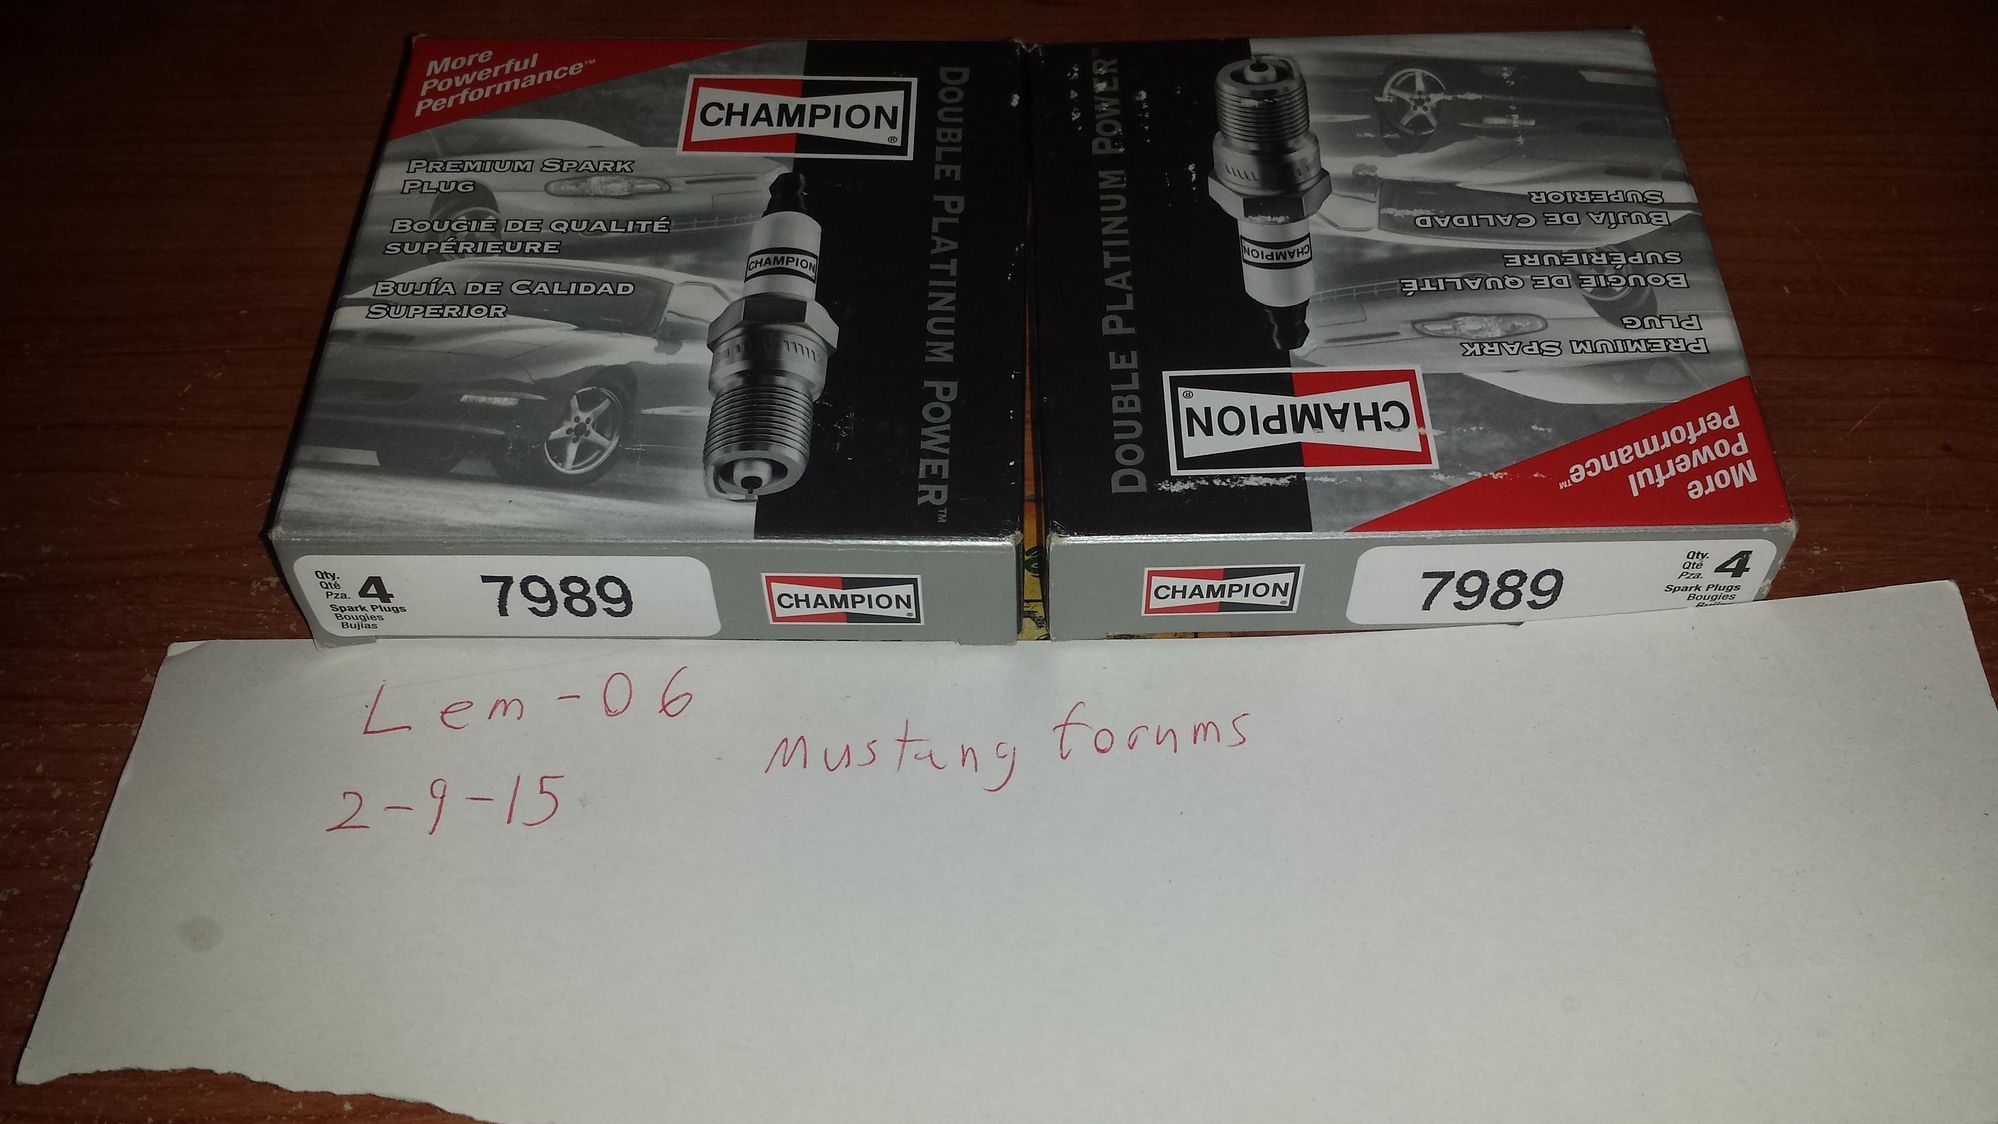 More
Powerful
Performance™
CHAMPION®
PREMIUM SPARK
PLUG
BOUGIE DE QUALITÉ
SUPÉRIEURE
BUJÍA DE CALIDAD
SUPERIOR
CHAMPION
DOUBLE PLATINUM POWER™
Qty.
Qté
Pza. 4
Spark Plugs
Bougies
Bujías
7989
CHAMPION®
DOUBLE PLATINUM POWER™
More
Powerful
Performance™
CHAMPION®
PREMIUM SPARK
PLUG
BOUGIE DE QUALITÉ
SUPÉRIEURE
BUJÍA DE CALIDAD
SUPERIOR
CHAMPION
CHAMPION®
7989
Qty.
Qté
Pza. 4
Spark Plugs
Bougies
Lem-06
Mustang forums
2-9-15